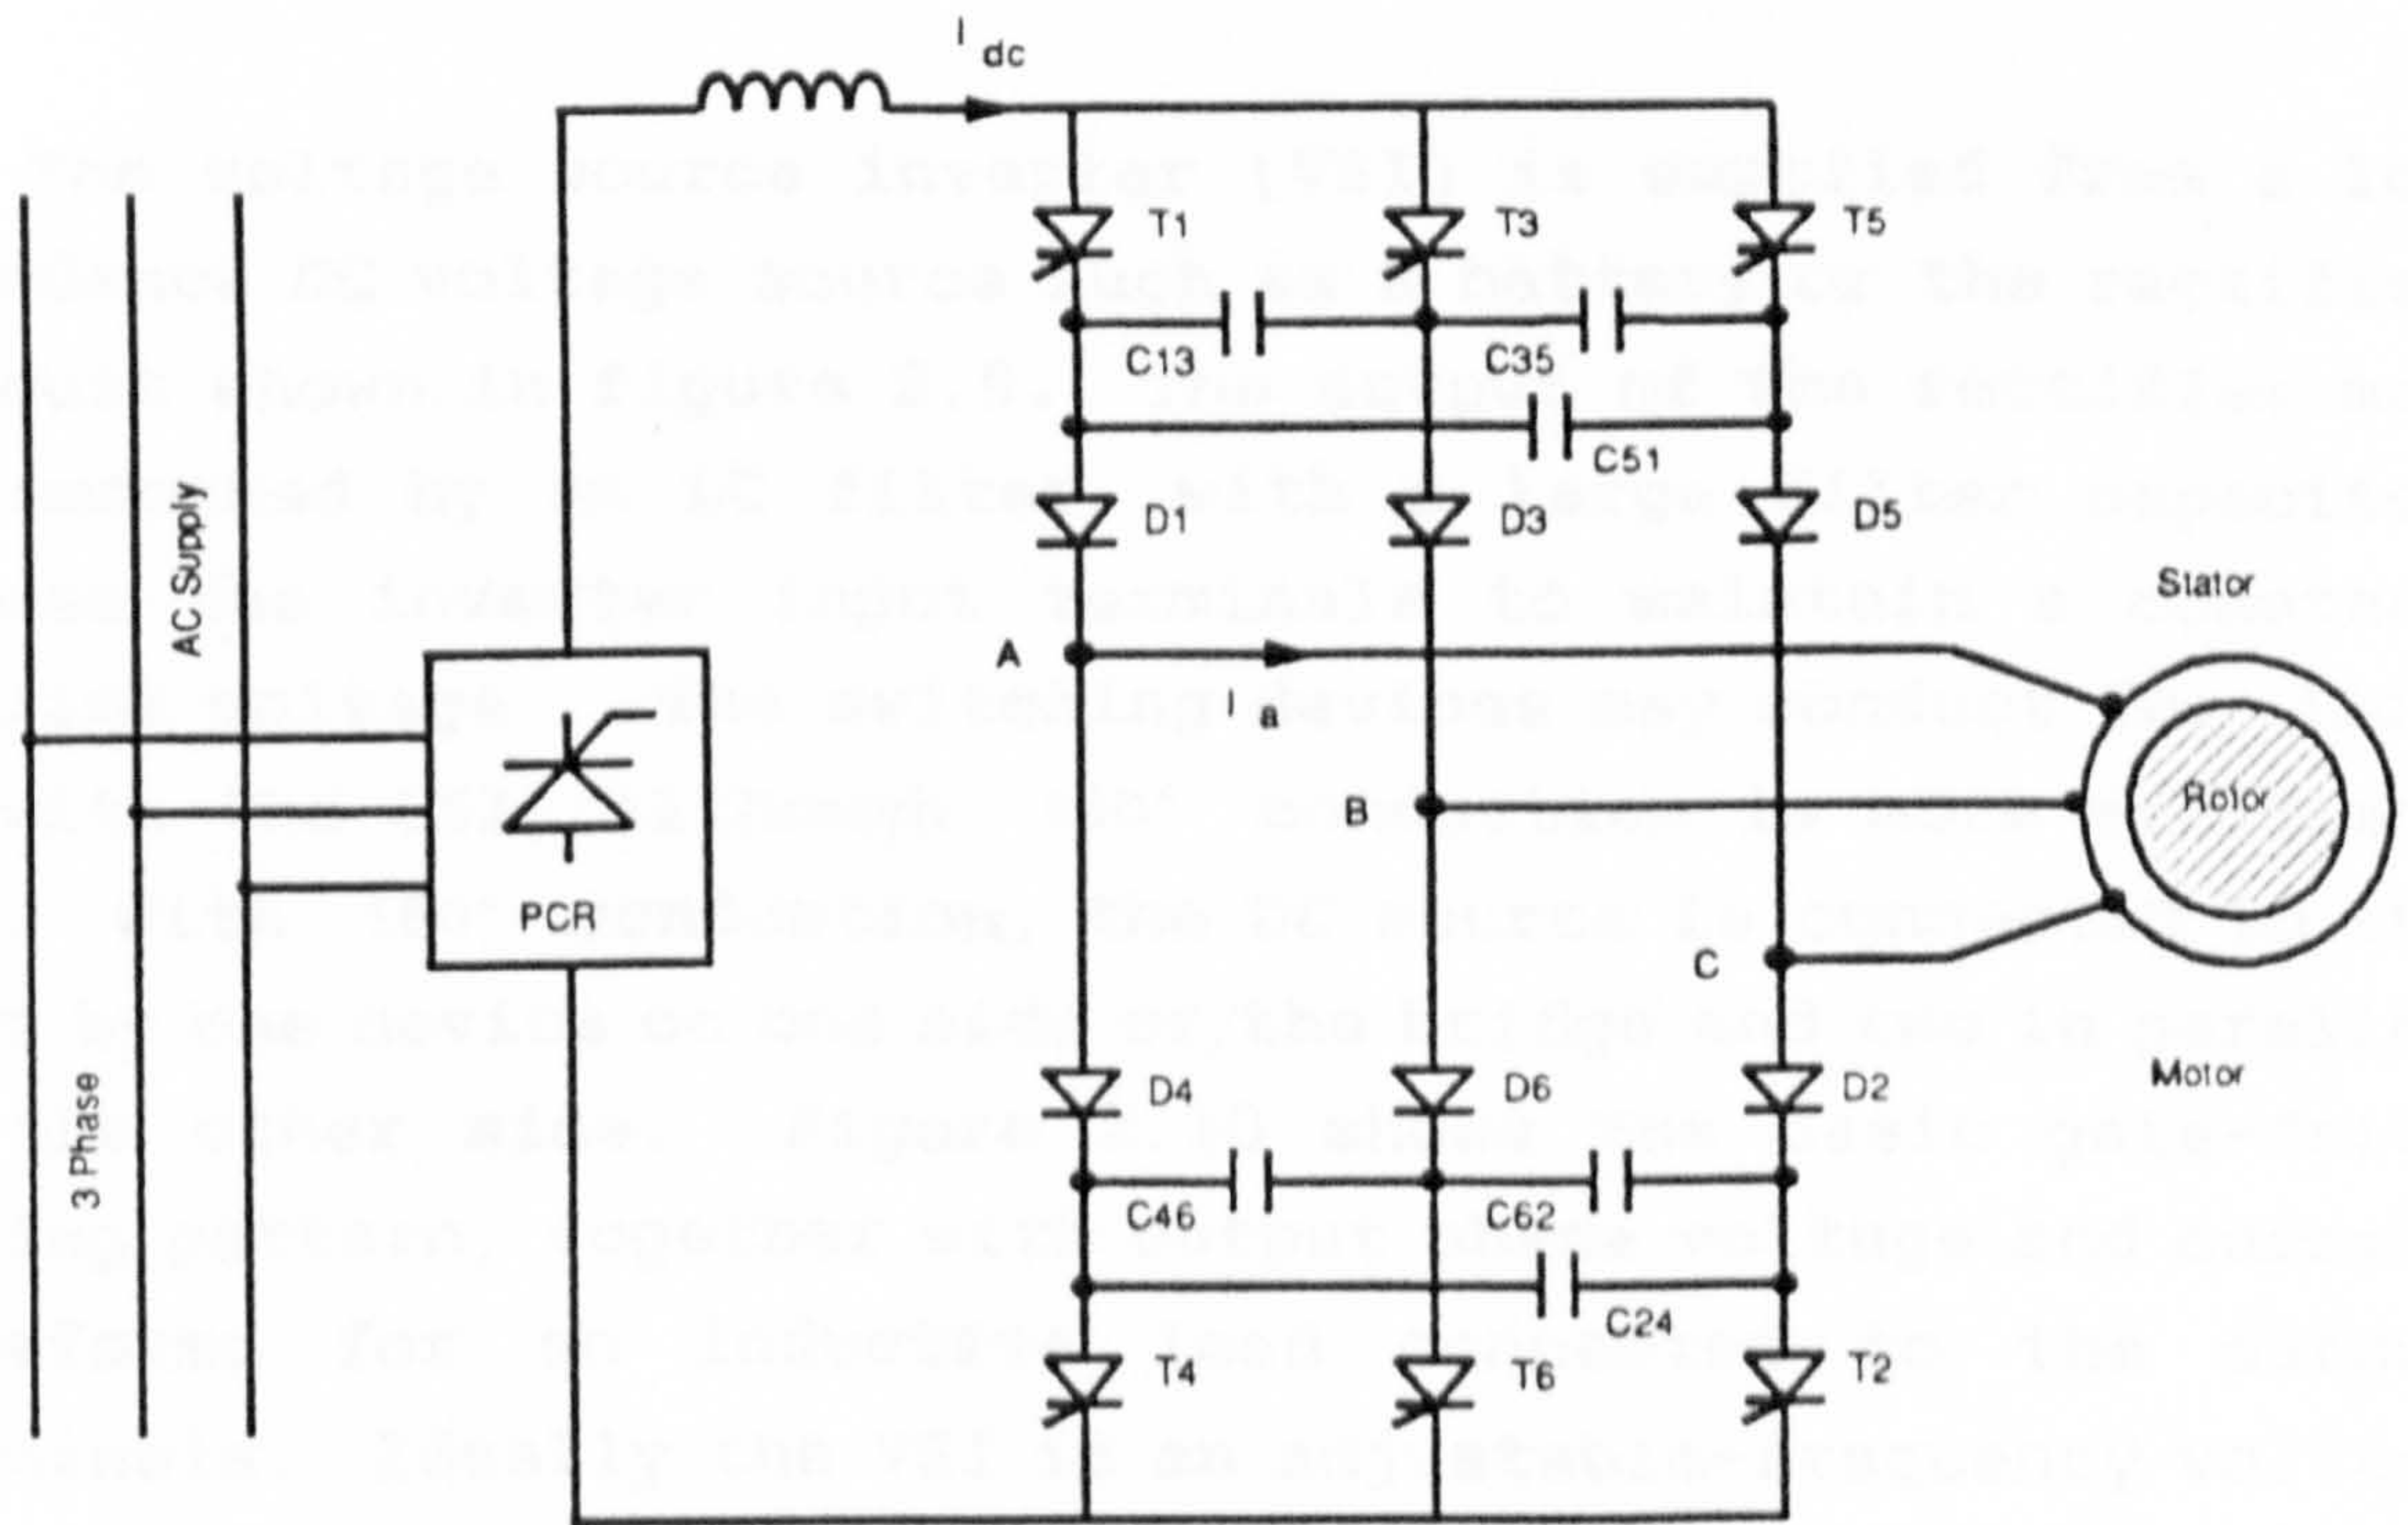 I dc
T1
T3
T5
C13
C35
C51
D1
D3
D5
AC Supply
3 Phase
Stator
A
I a
Rotor
B
PCR
C
Motor
D4
D6
D2
C46
C62
C24
T4
T6
T2